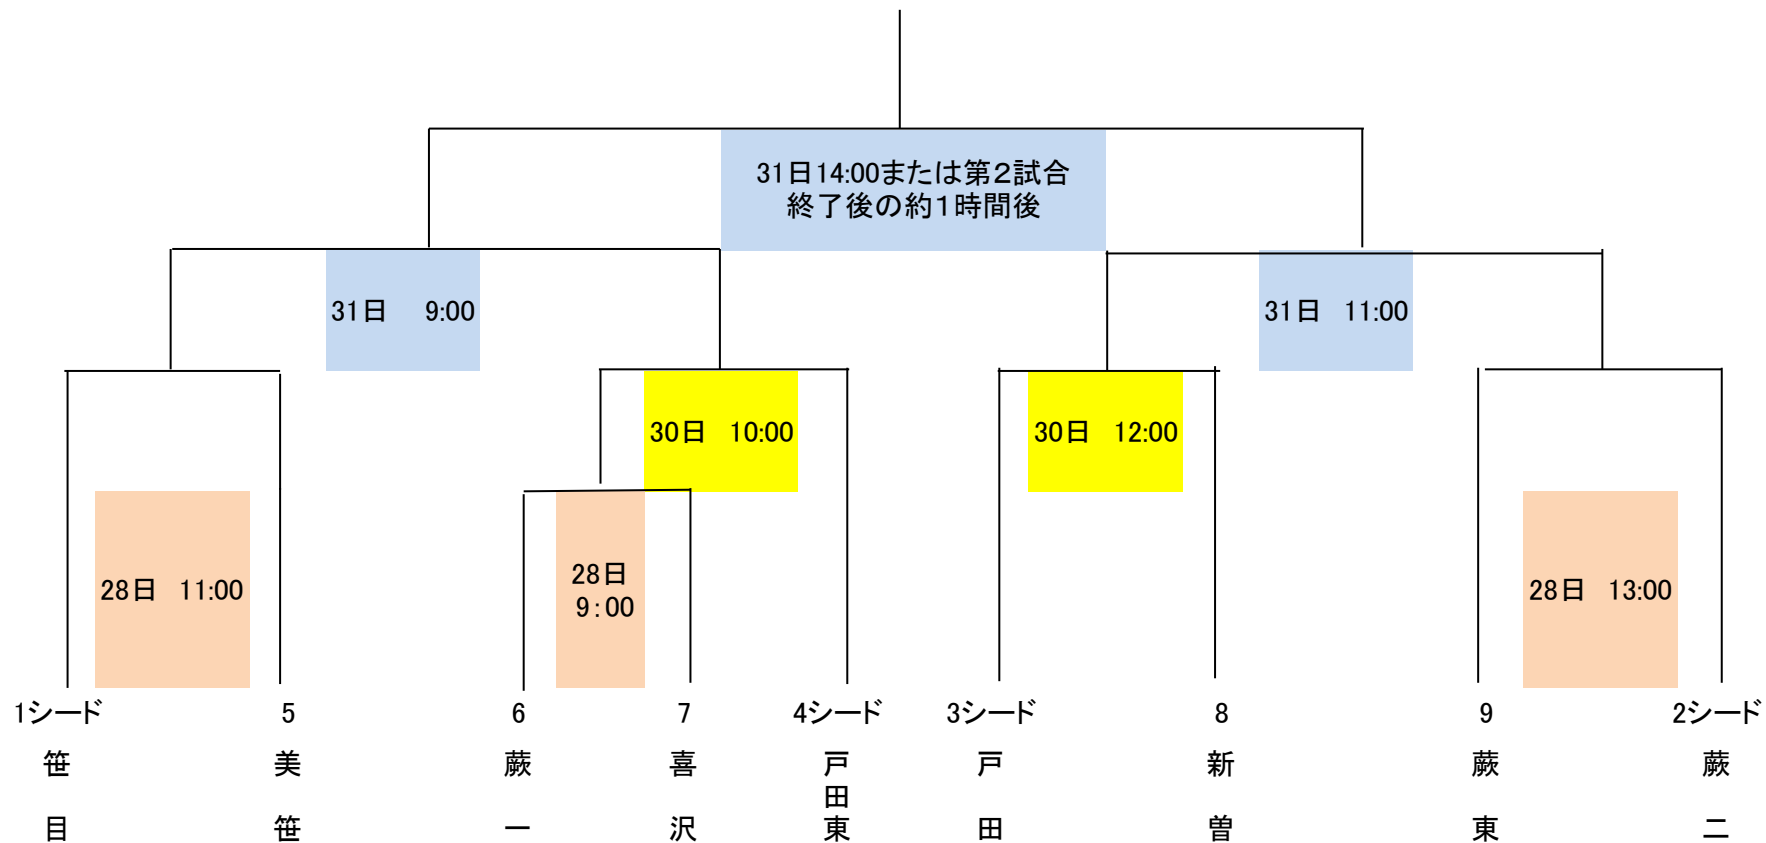 31日14:00または第2試合
終了後の約1時間後
31日　9:00
31日　11:00
30日　10:00
30日　12:00
28日　11:00
28日
9:00
28日　13:00
1シード
5
6
7
4シード
3シード
8
9
2シード
笹目
美笹
蕨一
喜沢
戸田東
戸田
新曽
蕨東
蕨二